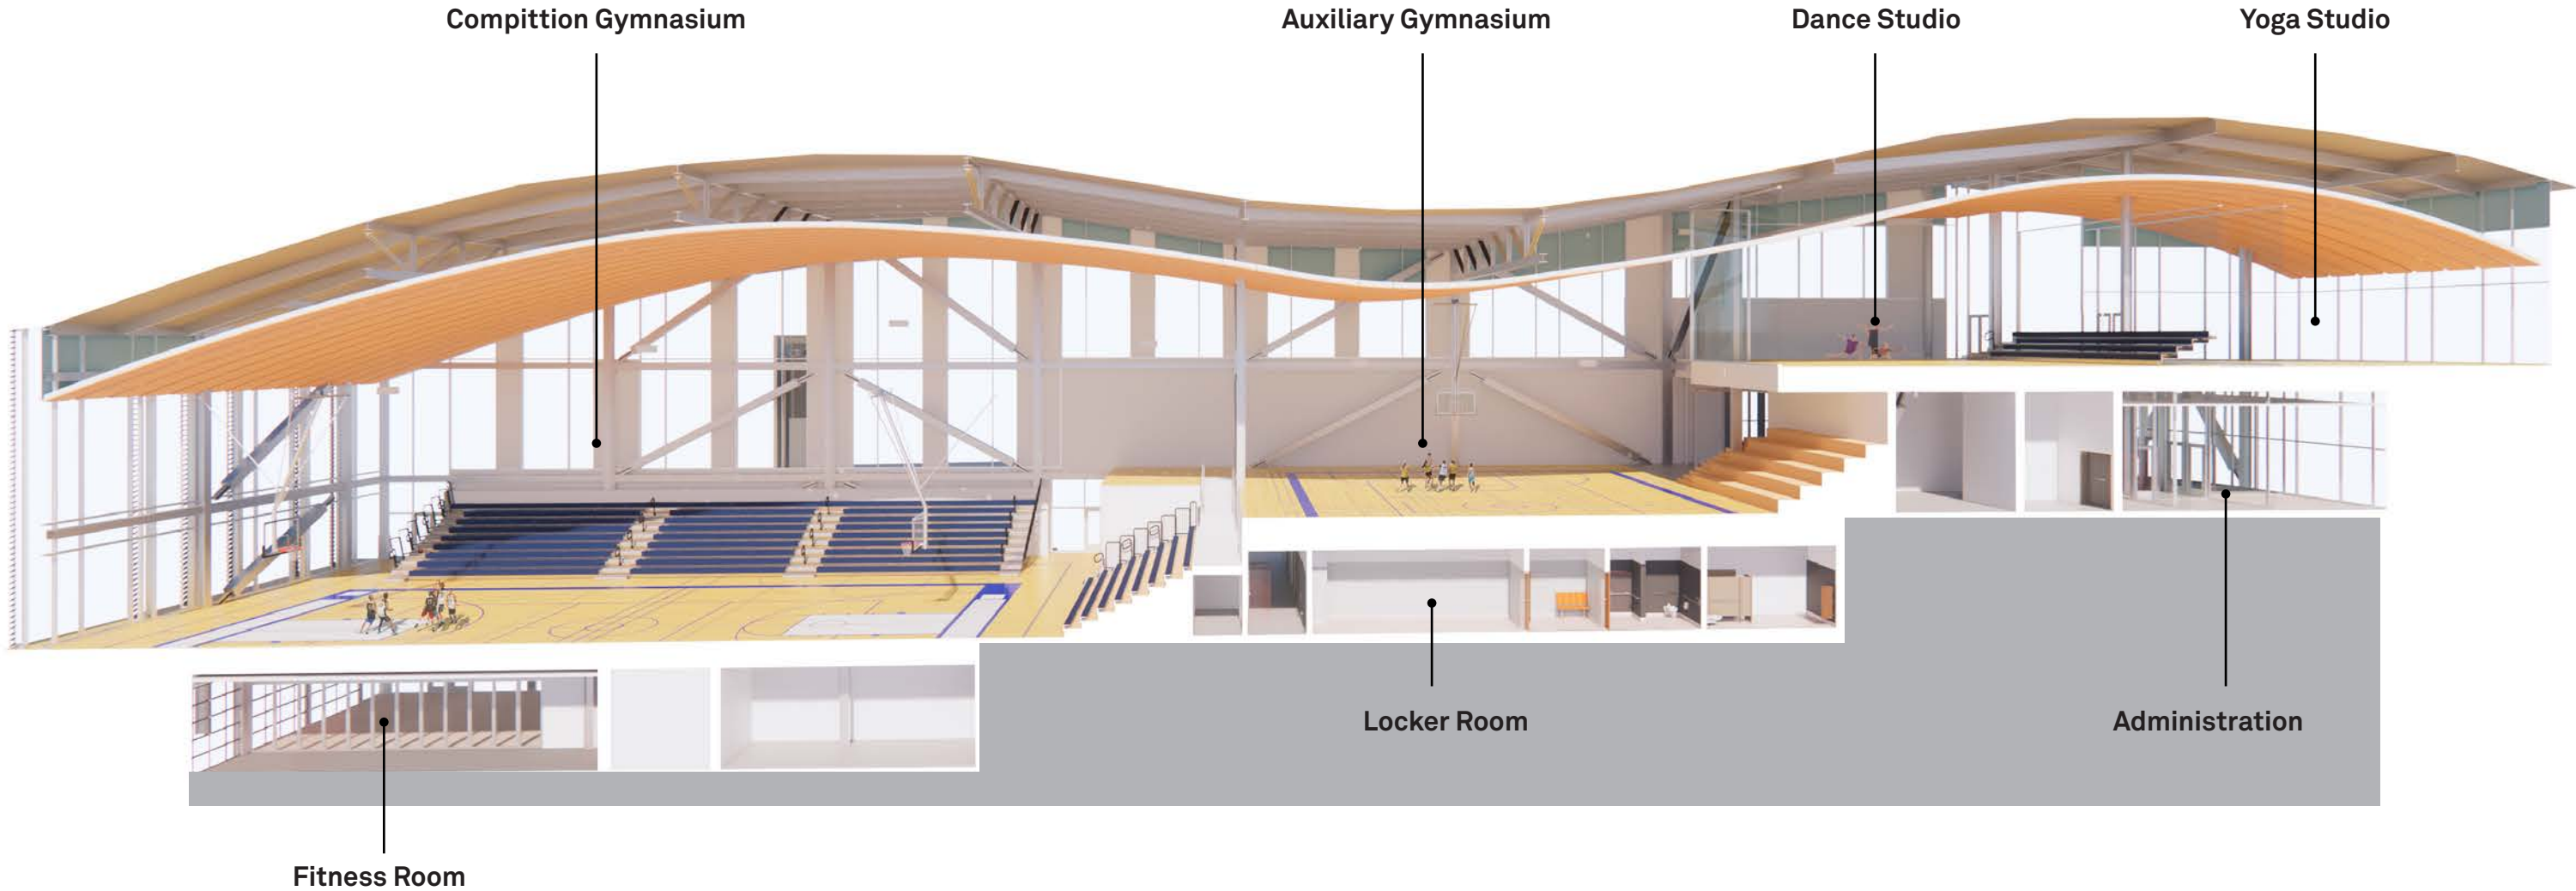 Compittion Gymnasium
Auxiliary Gymnasium
Dance Studio
Yoga Studio
Locker Room
Administration
Fitness Room